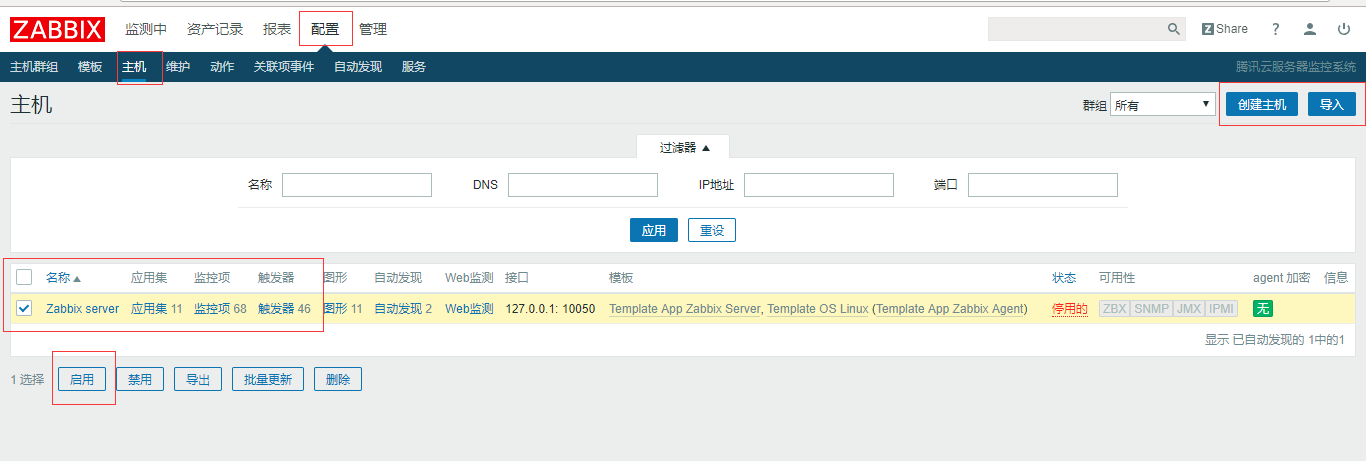 ZABBIX 监测中 资产记录 报表 配置 管理 Z Share ?
主机群组 模板 主机 维护 动作 关联项事件 自动发现 服务 腾讯云服务器监控系统
主机 群组 所有 创建主机 导入
过滤器
名称 DNS IP地址 端口
应用 重设
名称 应用集 监控项 触发器 图形 自动发现 Web监测 接口 模板 状态 可用性 agent 加密 信息
Zabbix server 应用集 11 监控项 68 触发器 46 图形 11 自动发现 2 Web监测 127.0.0.1: 10050 Template App Zabbix Server, Template OS Linux (Template App Zabbix Agent) 停用的 ZBX SNMP JMX IPMI 无
显示 已自动发现的 1中的1
1 选择 启用 禁用 导出 批量更新 删除